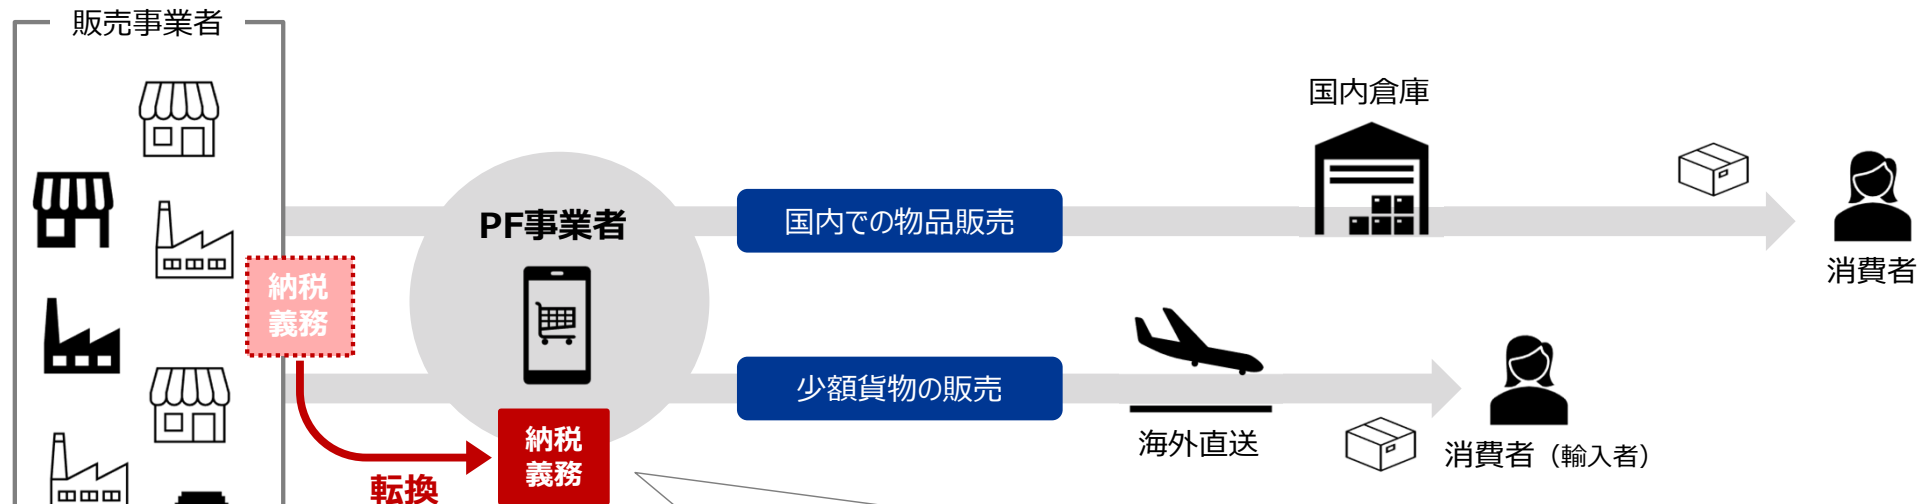 販売事業者
国内倉庫
PF事業者
国内での物品販売
消費者
納税
義務
少額貨物の販売
海外直送
消費者（輸入者）
納税
義務
転換